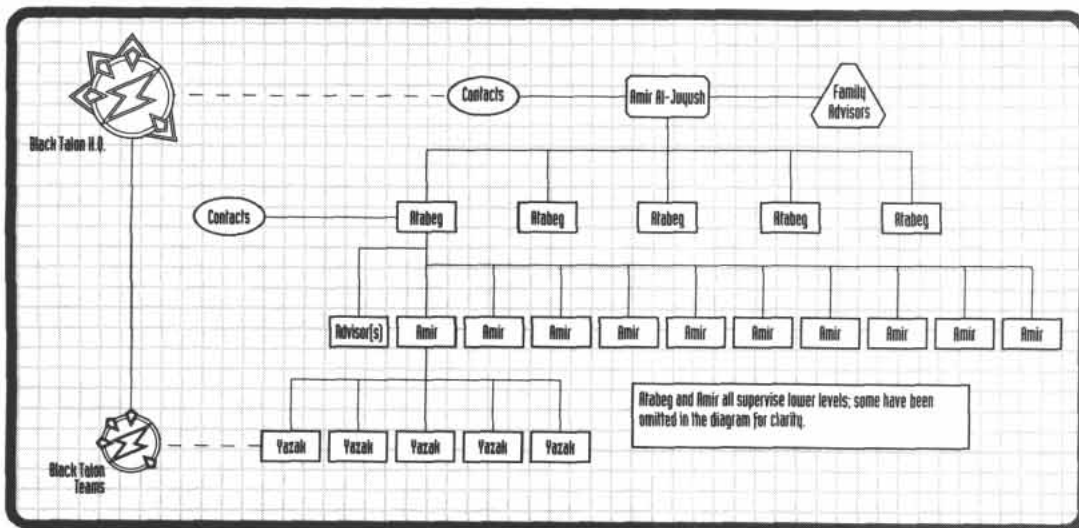 Contacts
Amir Al-Juyush
Family
Advisors
Black Talon H.Q.
Contacts
Atabeg
Atabeg
Atabeg
Atabeg
Atabeg
Advisor(s)
Amir
Amir
Amir
Amir
Amir
Amir
Amir
Amir
Amir
Amir
Atabeg and Amir all supervise lower levels; some have been
omitted in the diagram for clarity.
Yazak
Yazak
Yazak
Yazak
Yazak
Black Talon
Teams